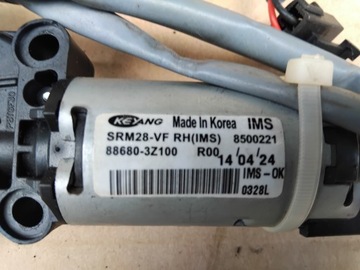 KEYANG Made In Korea IMS
SRM28-VF RH(IMS) 8500221
88680-3Z100 R00
14 04 24
IMS-OK
0328L